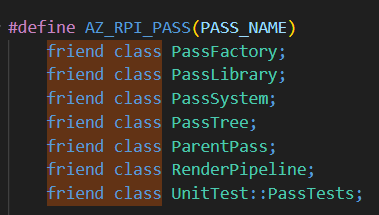 #define AZ_RPI_PASS(PASS_NAME)
friend class PassFactory;
friend class PassLibrary;
friend class PassSystem;
friend class PassTree;
friend class ParentPass;
friend class RenderPipeline;
friend class UnitTest::PassTests;